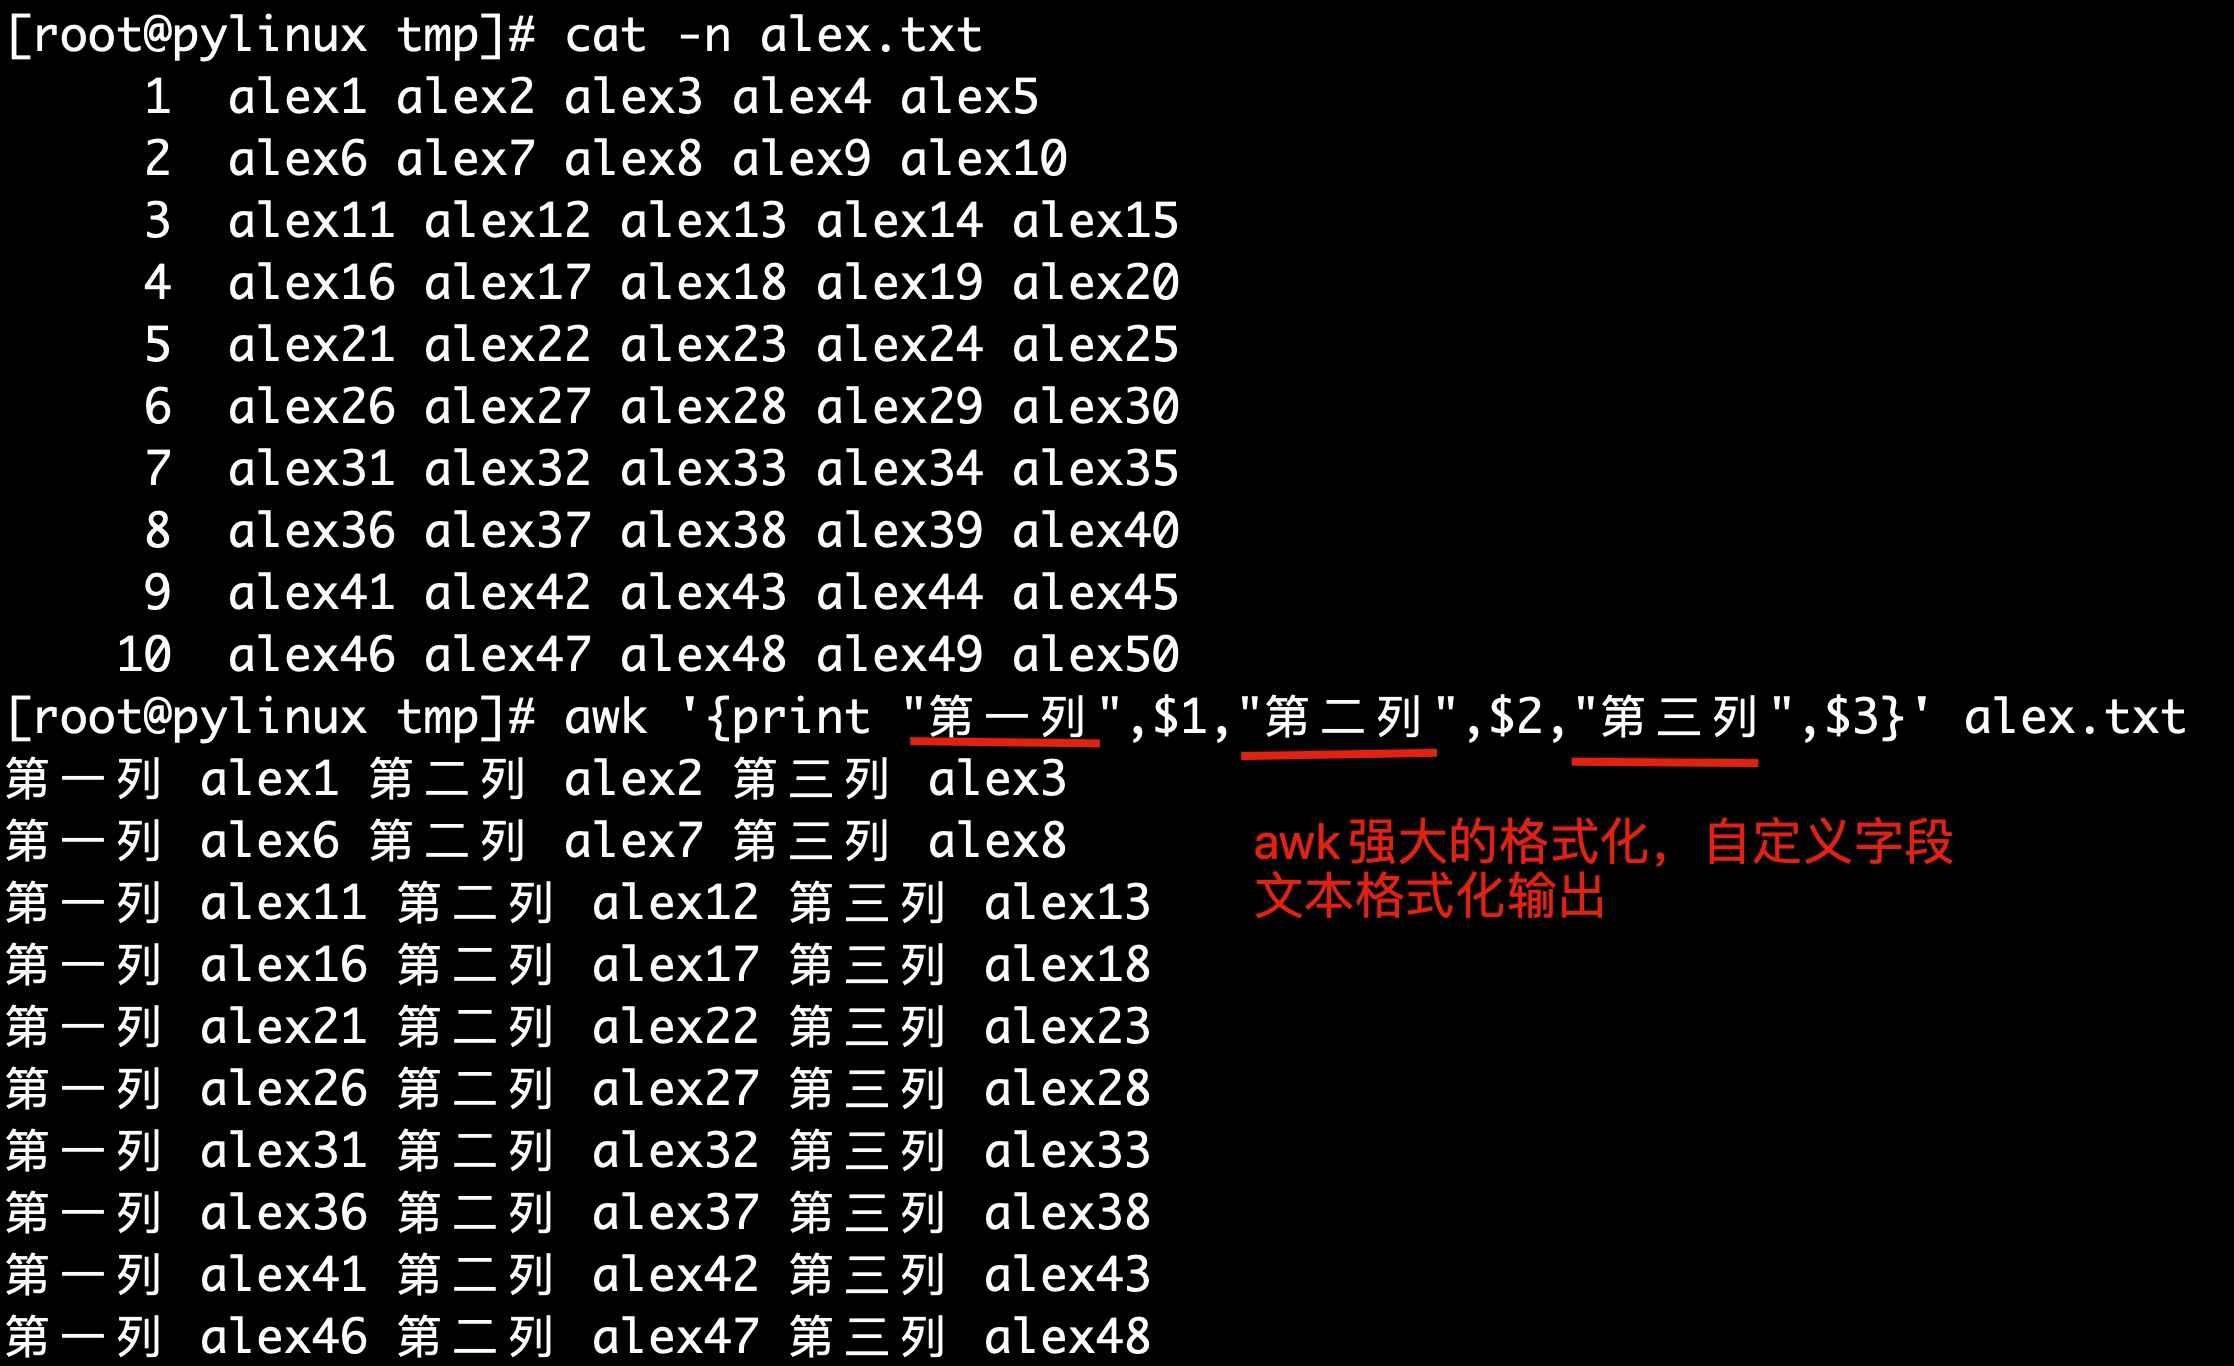 [root@pylinux tmp]# cat -n alex.txt
1 alex1 alex2 alex3 alex4 alex5
2 alex6 alex7 alex8 alex9 alex10
3 alex11 alex12 alex13 alex14 alex15
4 alex16 alex17 alex18 alex19 alex20
5 alex21 alex22 alex23 alex24 alex25
6 alex26 alex27 alex28 alex29 alex30
7 alex31 alex32 alex33 alex34 alex35
8 alex36 alex37 alex38 alex39 alex40
9 alex41 alex42 alex43 alex44 alex45
10 alex46 alex47 alex48 alex49 alex50
[root@pylinux tmp]# awk '{print "第一列",$1,"第二列",$2,"第三列",$3}' alex.txt
第一列 alex1 第二列 alex2 第三列 alex3
第一列 alex6 第二列 alex7 第三列 alex8
awk强大的格式化，自定义字段
文本格式化输出
第一列 alex11 第二列 alex12 第三列 alex13
第一列 alex16 第二列 alex17 第三列 alex18
第一列 alex21 第二列 alex22 第三列 alex23
第一列 alex26 第二列 alex27 第三列 alex28
第一列 alex31 第二列 alex32 第三列 alex33
第一列 alex36 第二列 alex37 第三列 alex38
第一列 alex41 第二列 alex42 第三列 alex43
第一列 alex46 第二列 alex47 第三列 alex48